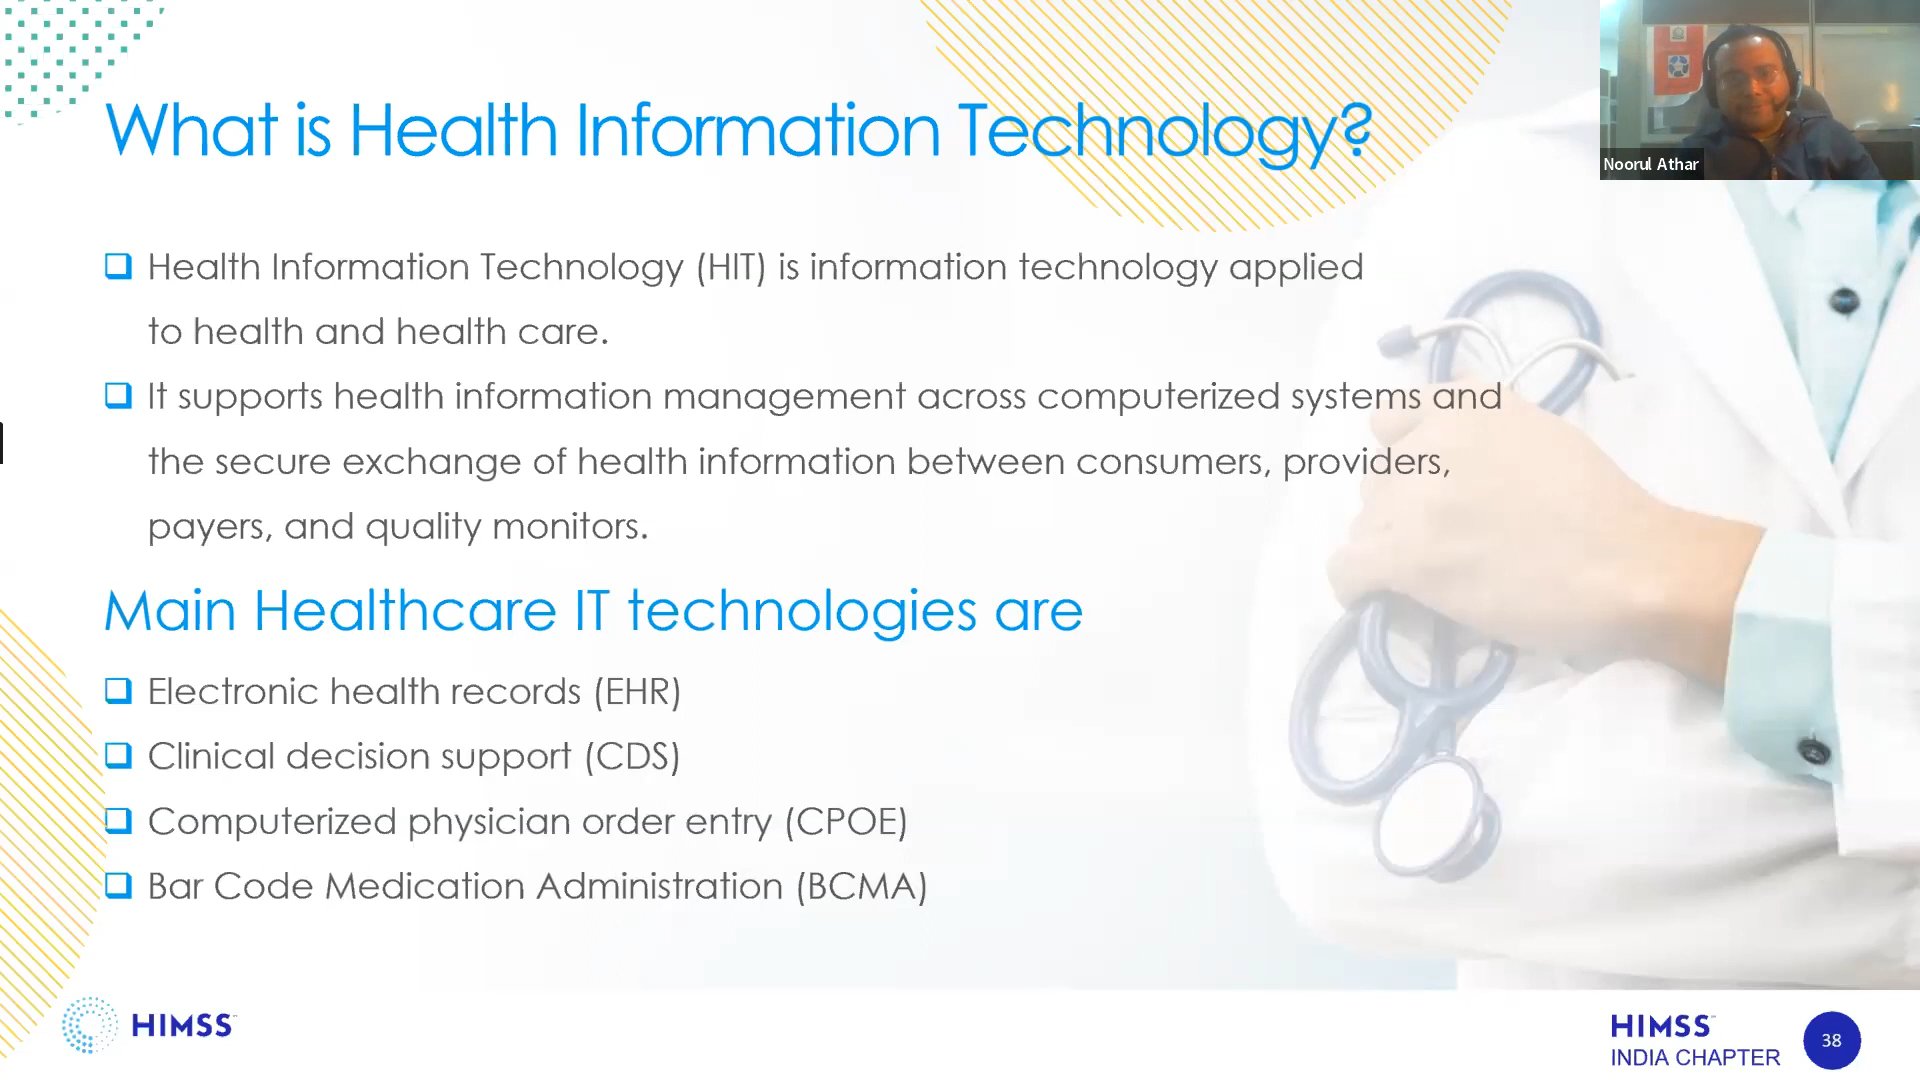 What is Health Information Technology?
Noorul Athar
Health Information Technology (HIT) is information technology applied
to health and health care.
It supports health information management across computerized systems and
the secure exchange of health information between consumers, providers,
payers, and quality monitors.
Main Healthcare IT technologies are
Electronic health records (EHR)
Clinical decision support (CDS)
Computerized physician order entry (CPOE)
Bar Code Medication Administration (BCMA)
HIMSS
HIMSS
INDIA CHAPTER
38